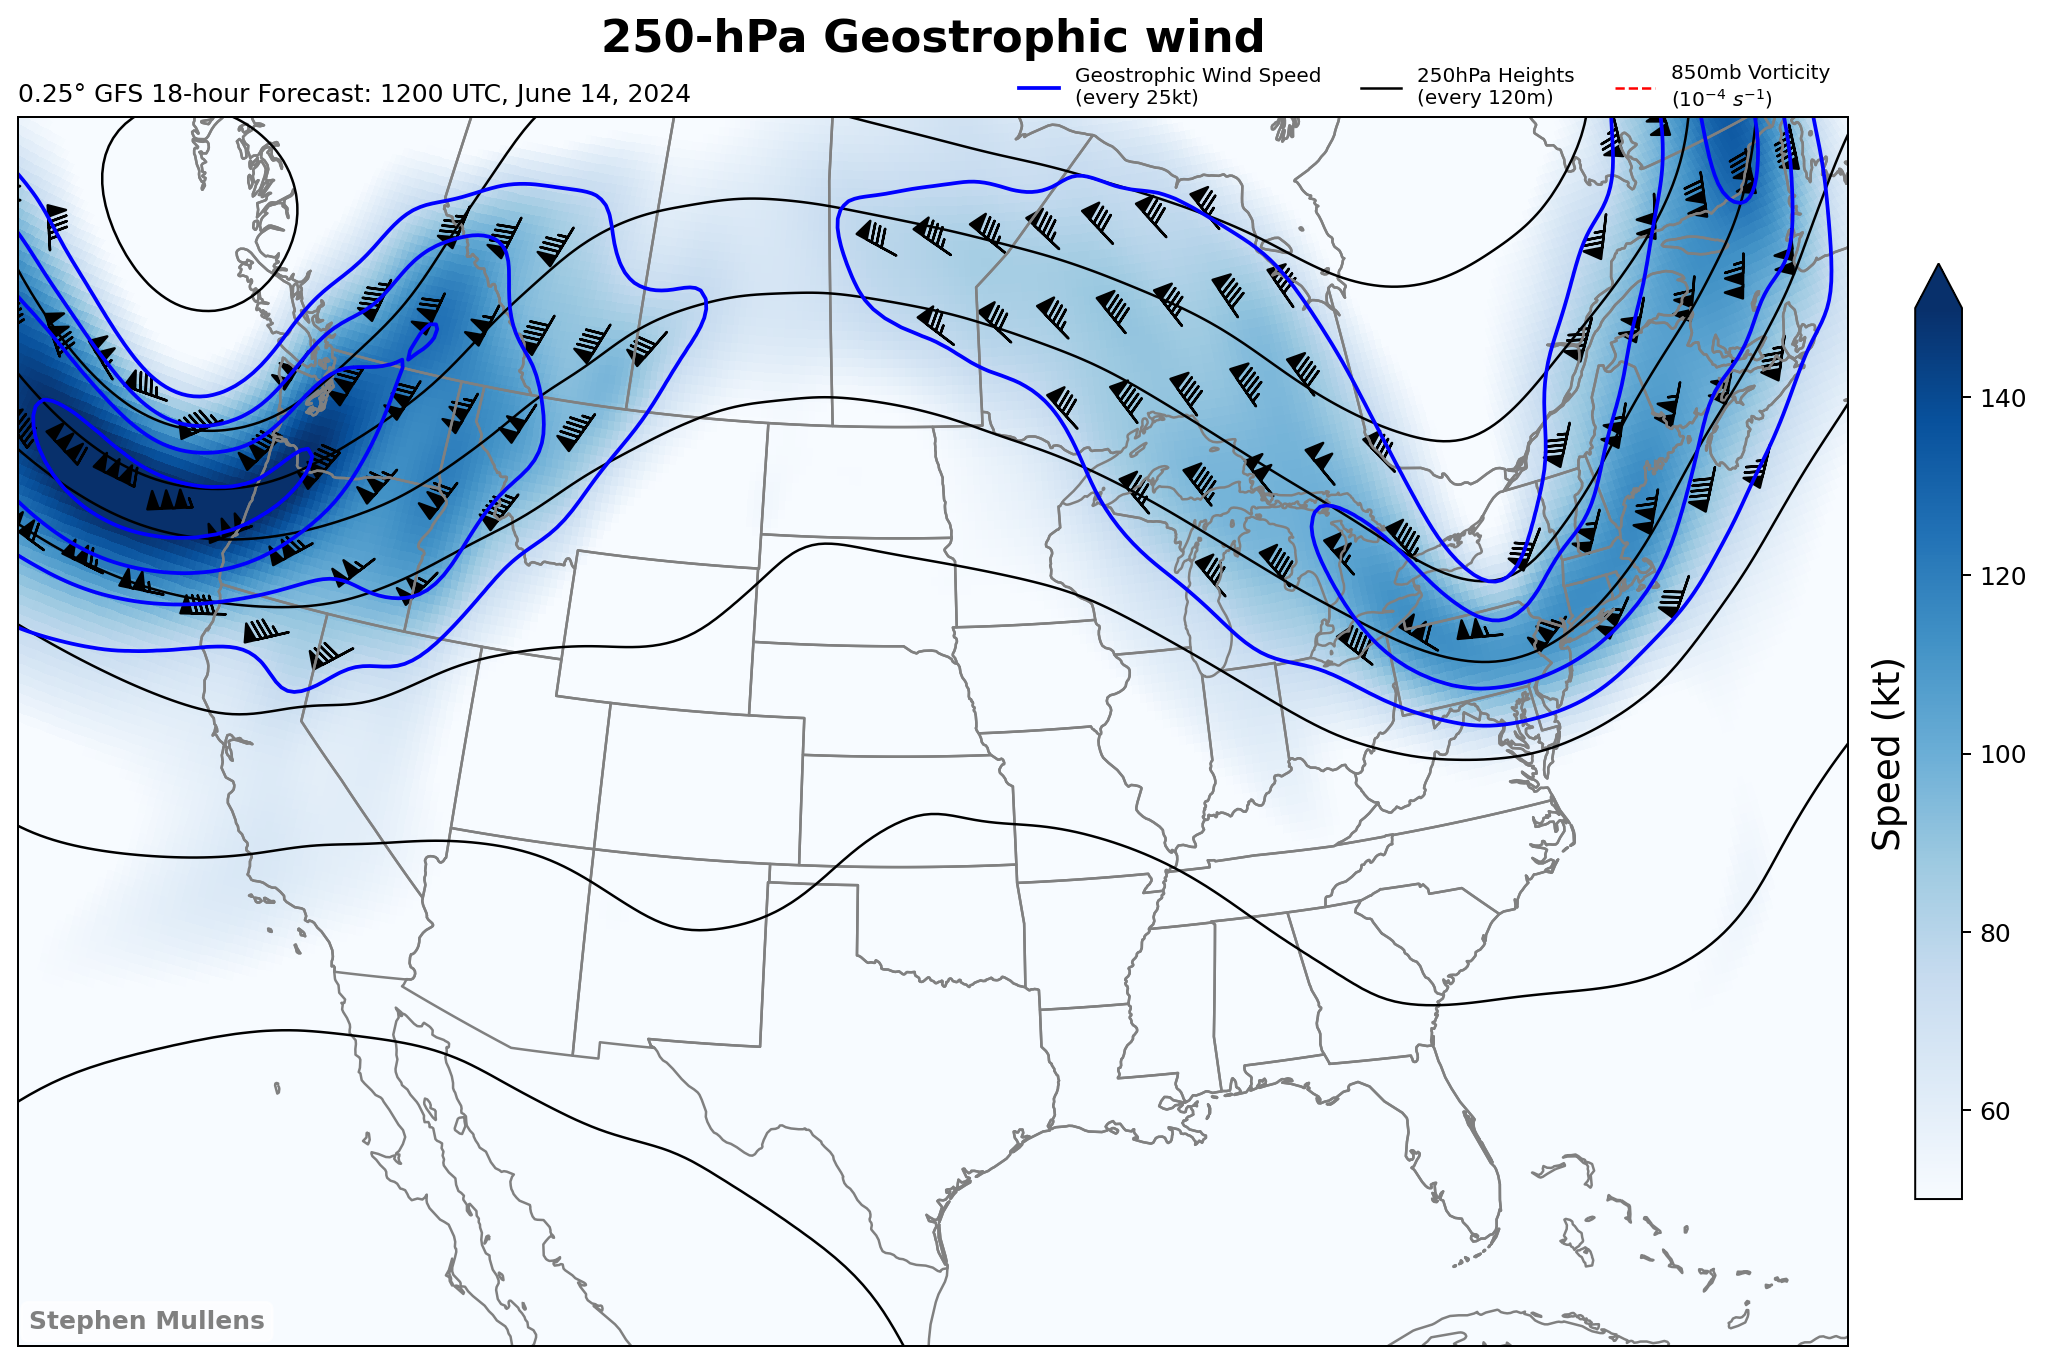 250-hPa Geostrophic wind
0.25° GFS 18-hour Forecast: 1200 UTC, June 14, 2024
Geostrophic Wind Speed
(every 25kt)
250hPa Heights
(every 120m)
850mb Vorticity
(10⁻⁴ s⁻¹)
140
120
100
80
60
Speed (kt)
Stephen Mullens